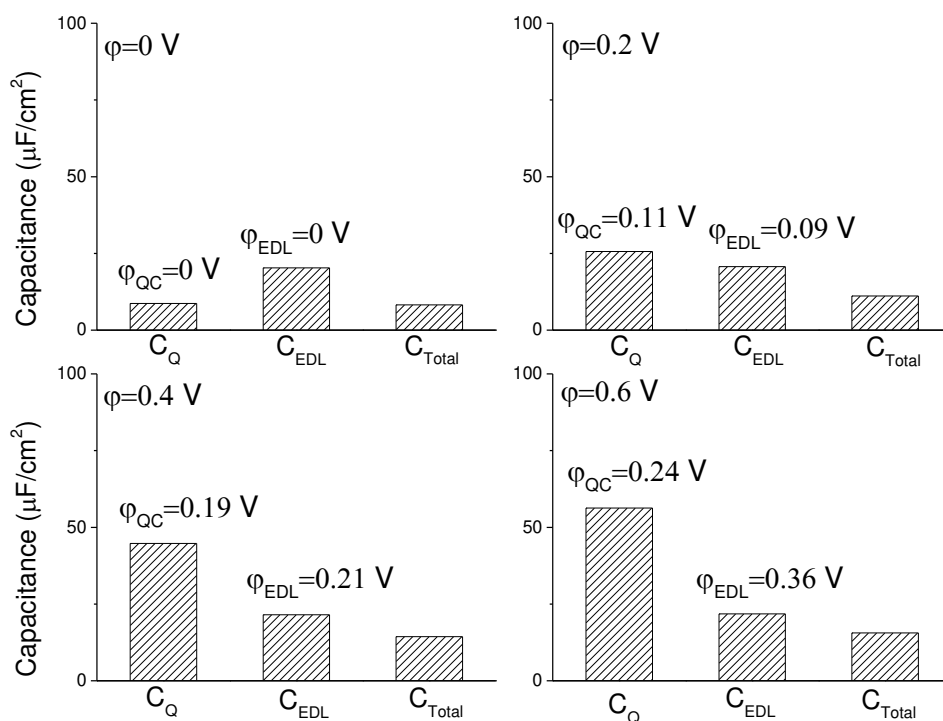 100
50
0
Capacitance (μF/cm²)
φ=0 V
φ_QC=0 V
φ_EDL=0 V
C_Q
C_EDL
C_Total
100
50
0
φ=0.2 V
φ_QC=0.11 V
φ_EDL=0.09 V
C_Q
C_EDL
C_Total
100
50
0
Capacitance (μF/cm²)
φ=0.4 V
φ_QC=0.19 V
φ_EDL=0.21 V
C_Q
C_EDL
C_Total
100
50
0
φ=0.6 V
φ_QC=0.24 V
φ_EDL=0.36 V
C_Q
C_EDL
C_Total